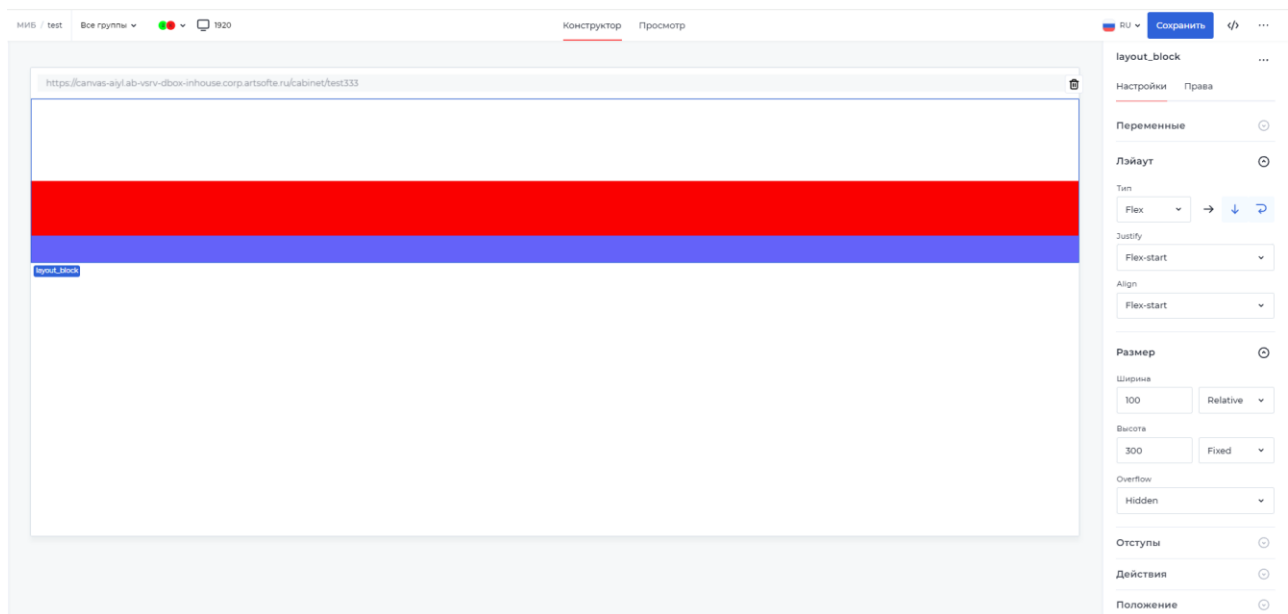 МИБ / test Все группы 1920 Конструктор Просмотр RU Сохранить </> ...
layout_block ...
https://canvas-aiyl.ab-vsrv-dbox-inhouse.corp.artsofte.ru/cabinet/test333
Настройки Права
Переменные
Лэйаут
Тип
Flex
Justify
Flex-start
layout_block
Align
Flex-start
Размер
Ширина
100 Relative
Высота
300 Fixed
Overflow
Hidden
Отступы
Действия
Положение